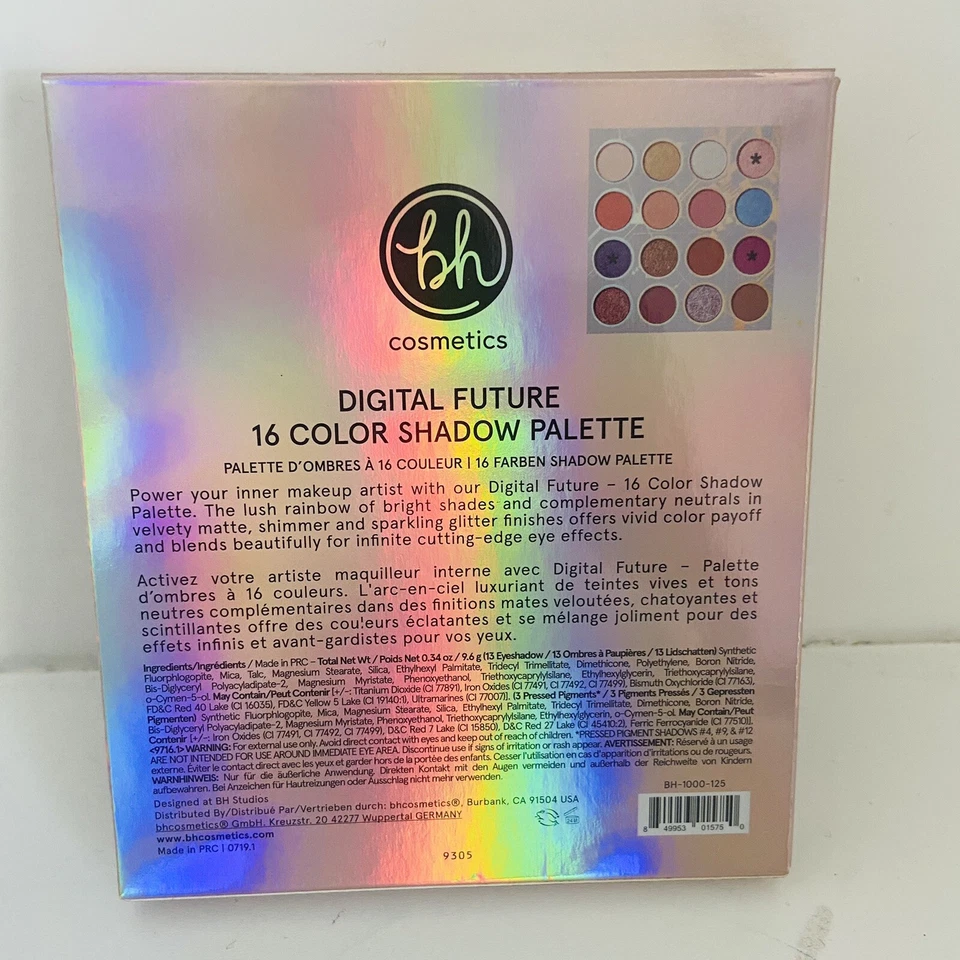 bh
cosmetics
DIGITAL FUTURE
16 COLOR SHADOW PALETTE
PALETTE D'OMBRES À 16 COULEUR | 16 FARBEN SHADOW PALETTE
Power your inner makeup artist with our Digital Future – 16 Color Shadow
Palette. The lush rainbow of bright shades and complementary neutrals in
velvety matte, shimmer and sparkling glitter finishes offers vivid color payoff
and blends beautifully for infinite cutting-edge eye effects.
Activez votre artiste maquilleur interne avec Digital Future – Palette
d'ombres à 16 couleurs. L'arc-en-ciel luxuriant de teintes vives et tons
neutres complémentaires dans des finitions mates veloutées, chatoyantes et
scintillantes offre des couleurs éclatantes et se mélange joliment pour des
effets infinis et avant-gardistes pour vos yeux.
Ingredients/Ingrédients / Made in PRC – Total Net Wt / Poids Net 0.34 oz / 9.6 g (13 Eyeshadow / 13 Ombres à Paupières / 13 Lidschatten) Synthetic
Fluorphlogopite, Mica, Talc, Magnesium Stearate, Silica, Ethylhexyl Palmitate, Tridecyl Trimellitate, Dimethicone, Polyethylene, Boron Nitride,
Bis-Diglyceryl Polyacyladipate-2, Magnesium Myristate, Phenoxyethanol, Triethoxycaprylylsilane, Ethylhexylglycerin, Triethoxycaprylylsilane,
o-Cymen-5-ol. May Contain/Peut Contenir [+/-: Titanium Dioxide (CI 77891), Iron Oxides (CI 77491, CI 77492, CI 77499), Bismuth Oxychloride (CI 77163),
FD&C Red 40 Lake (CI 16035), FD&C Yellow 5 Lake (CI 19140:1), Ultramarines (CI 77007)]. (3 Pressed Pigments* / 3 Pigments Pressés / 3 Gepressten
Pigmenten) Synthetic Fluorphlogopite, Mica, Magnesium Stearate, Silica, Ethylhexyl Palmitate, Tridecyl Trimellitate, Dimethicone, Boron Nitride,
Bis-Diglyceryl Polyacyladipate-2, Magnesium Myristate, Phenoxyethanol, Triethoxycaprylylsilane, Ethylhexylglycerin, o-Cymen-5-ol. May Contain/Peut
Contenir [+/-: Iron Oxides (CI 77491, CI 77492, CI 77499), D&C Red 7 Lake (CI 15850), D&C Red 27 Lake (CI 45410:2), Ferric Ferrocyanide (CI 77510)].
<9716.1> WARNING: For external use only. Avoid direct contact with eyes and keep out of reach of children. *PRESSED PIGMENT SHADOWS #4, #9, & #12
ARE NOT INTENDED FOR USE AROUND IMMEDIATE EYE AREA. Discontinue use if signs of irritation or rash appear. AVERTISSEMENT: Réservé à un usage
externe. Éviter le contact direct avec les yeux et garder hors de la portée des enfants. Cesser l'utilisation en cas d'apparition d'irritations ou de rougeurs.
WARNHINWEIS: Nur für die äußerliche Anwendung. Direkten Kontakt mit den Augen vermeiden und außerhalb der Reichweite von Kindern
aufbewahren. Bei Anzeichen für Hautreizungen oder Ausschlag nicht mehr verwenden.
Designed at BH Studios
Distributed By/Distribué Par/Vertrieben durch: bhcosmetics®, Burbank, CA 91504 USA
bhcosmetics® GmbH. Kreuzstr. 20 42277 Wuppertal GERMANY
www.bhcosmetics.com
Made in PRC | 0719.1
9305
BH-1000-125
8 49953 01575 0